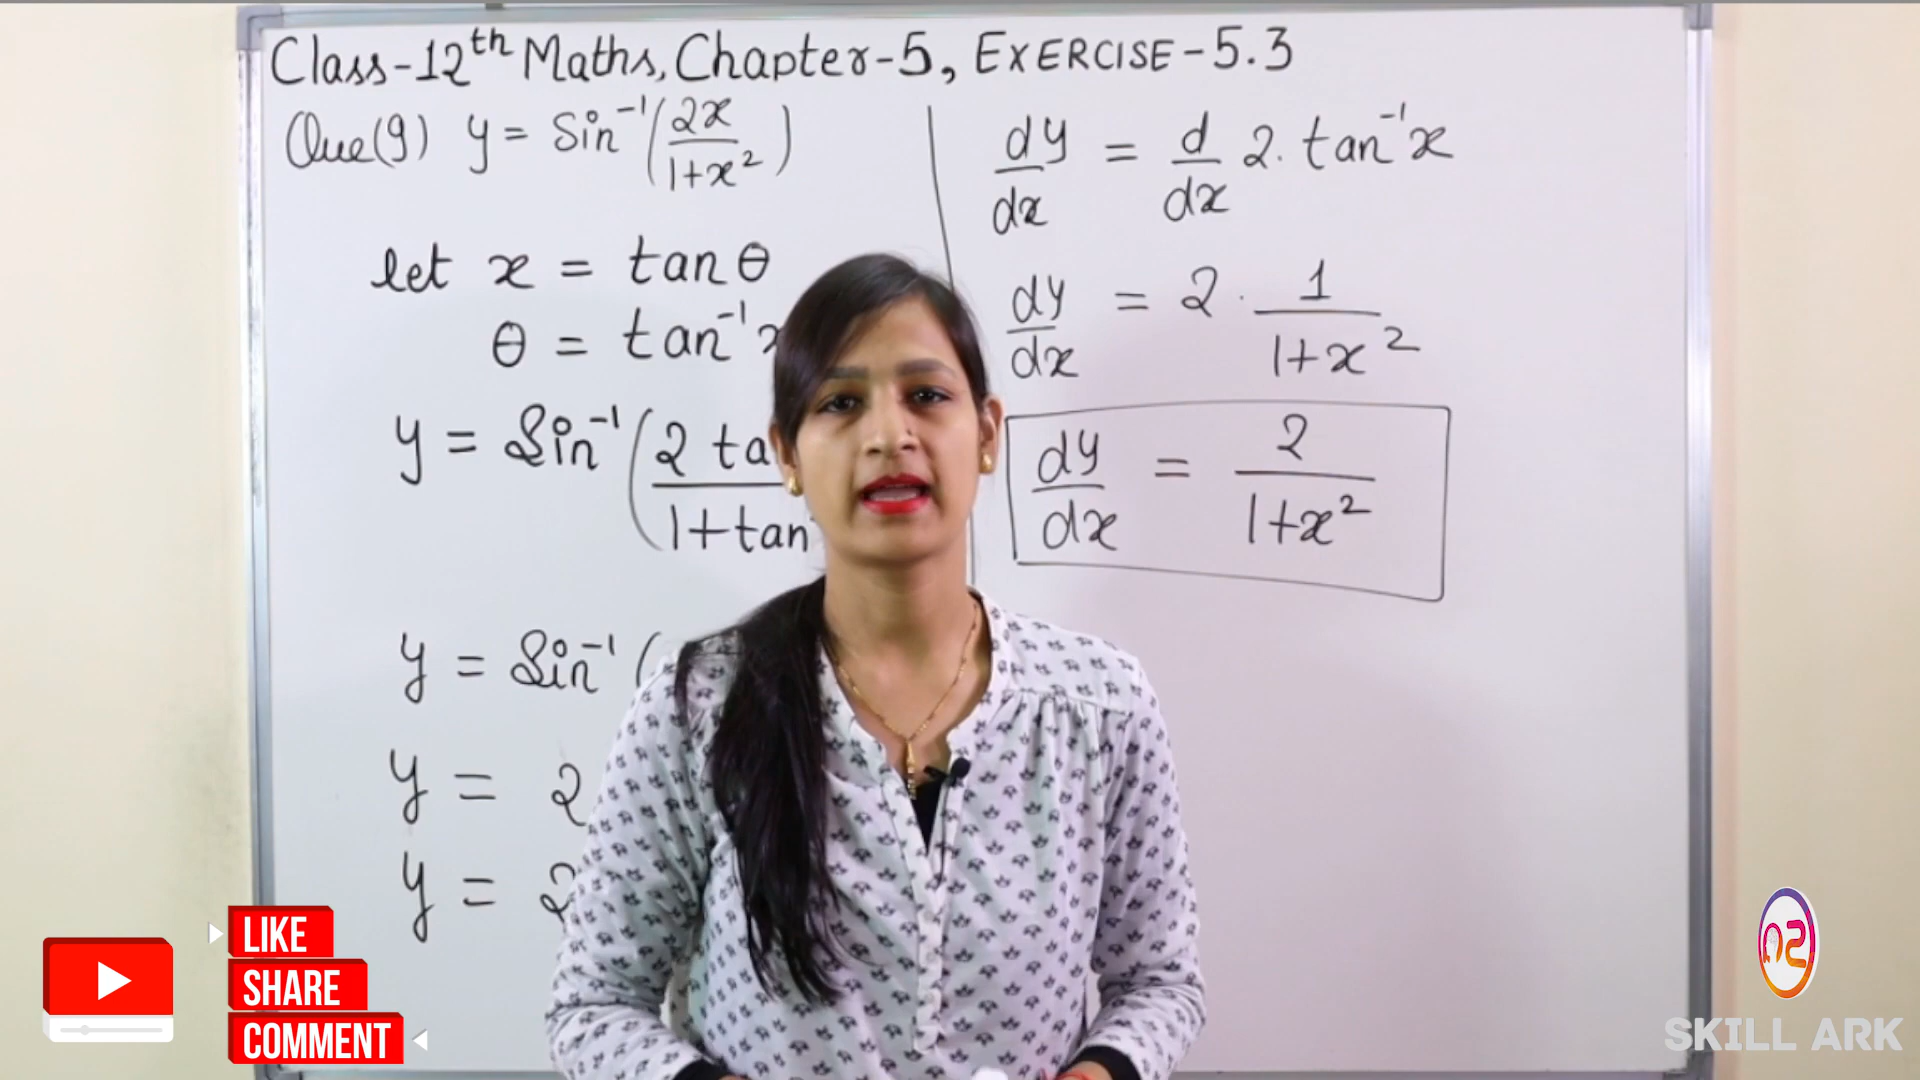 Class-12th Maths, Chapter-5, EXERCISE-5.3
Que(9) y = Sin⁻¹(2x/1+x²)
let x = tanθ
θ = tan⁻¹
y = Sin⁻¹(2 ta
1+tan
y = Sin⁻¹(
y = 2
y = 2
dy/dx = d/dx 2. tan⁻¹x
dy/dx = 2 · 1/1+x²
dy/dx = 2/1+x²
LIKE
SHARE
COMMENT
SKILL ARK